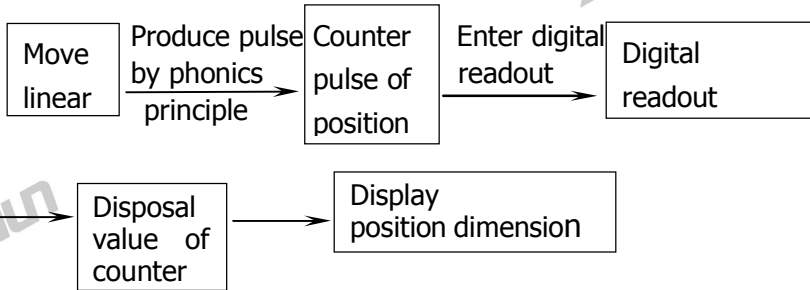 Move
linear
Produce pulse
by phonics
principle
Counter
pulse of
position
Enter digital
readout
Digital
readout
Disposal
value of
counter
Display
position dimension